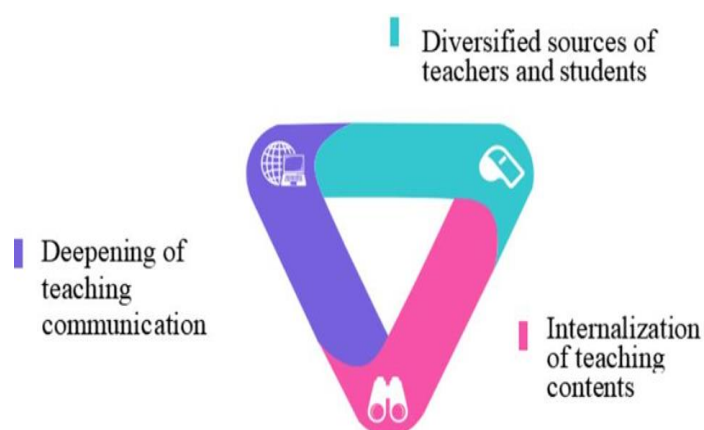 Diversified sources of
teachers and students
Deepening of
teaching
communication
Internalization
of teaching
contents